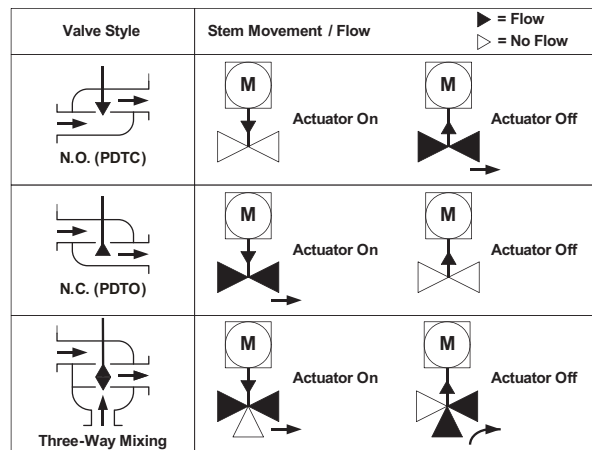 Valve Style
Stem Movement / Flow
= Flow
= No Flow
M
Actuator On
M
Actuator Off
N.O. (PDTC)
M
Actuator On
M
Actuator Off
N.C. (PDTO)
M
Actuator On
M
Actuator Off
Three-Way Mixing